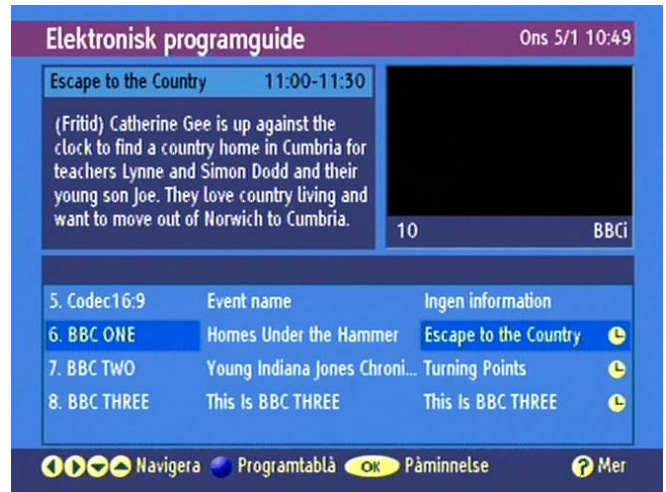 Elektronisk programguide Ons 5/1 10:49
Escape to the Country 11:00-11:30
(Fritid) Catherine Gee is up against the
clock to find a country home in Cumbria for
teachers Lynne and Simon Dodd and their
young son Joe. They love country living and
want to move out of Norwich to Cumbria.
10 BBCi
5. Codec16:9 Event name Ingen information
6. BBC ONE Homes Under the Hammer Escape to the Country
7. BBC TWO Young Indiana Jones Chroni... Turning Points
8. BBC THREE This Is BBC THREE This Is BBC THREE
Navigera Programtablà OK Pàminnelse ? Mer